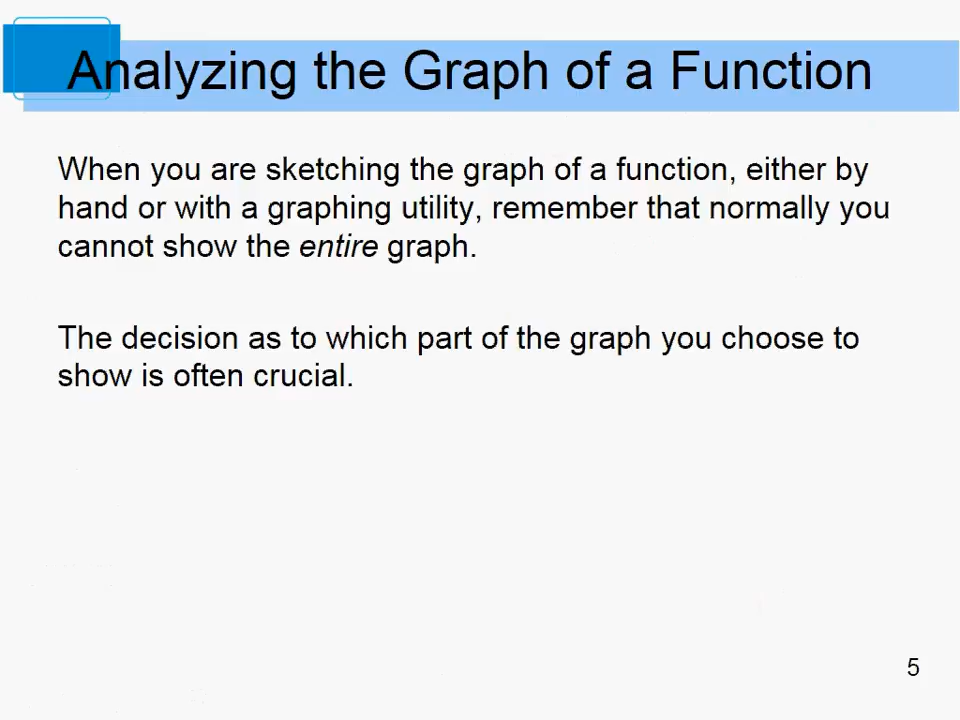 Analyzing the Graph of a Function
When you are sketching the graph of a function, either by
hand or with a graphing utility, remember that normally you
cannot show the entire graph.
The decision as to which part of the graph you choose to
show is often crucial.
5